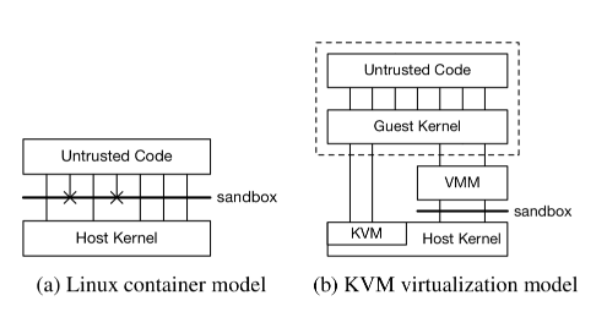 Untrusted Code
sandbox
Host Kernel
(a) Linux container model
Untrusted Code
Guest Kernel
VMM
sandbox
KVM
Host Kernel
(b) KVM virtualization model